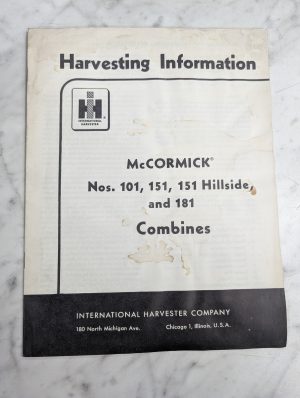 Harvesting Information
IH
INTERNATIONAL
HARVESTER
®
McCORMICK®
Nos. 101, 151, 151 Hillside,
and 181
Combines
INTERNATIONAL HARVESTER COMPANY
180 North Michigan Ave. Chicago 1, Illinois, U.S.A.